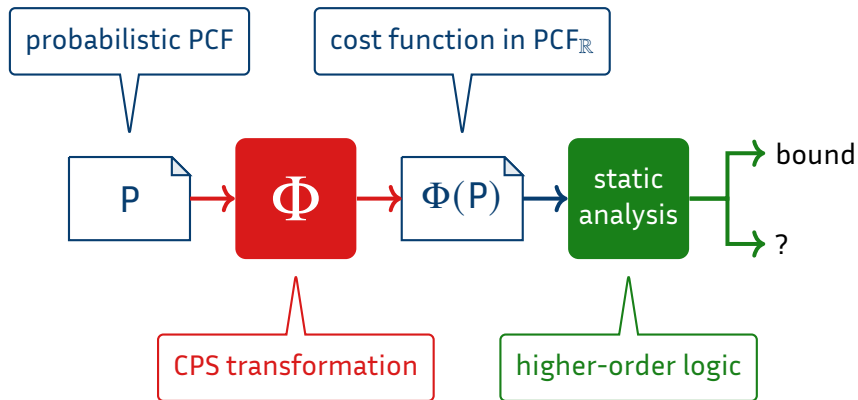 probabilistic PCF
cost function in PCFℝ
P
Φ
Φ(P)
static
analysis
bound
?
CPS transformation
higher-order logic